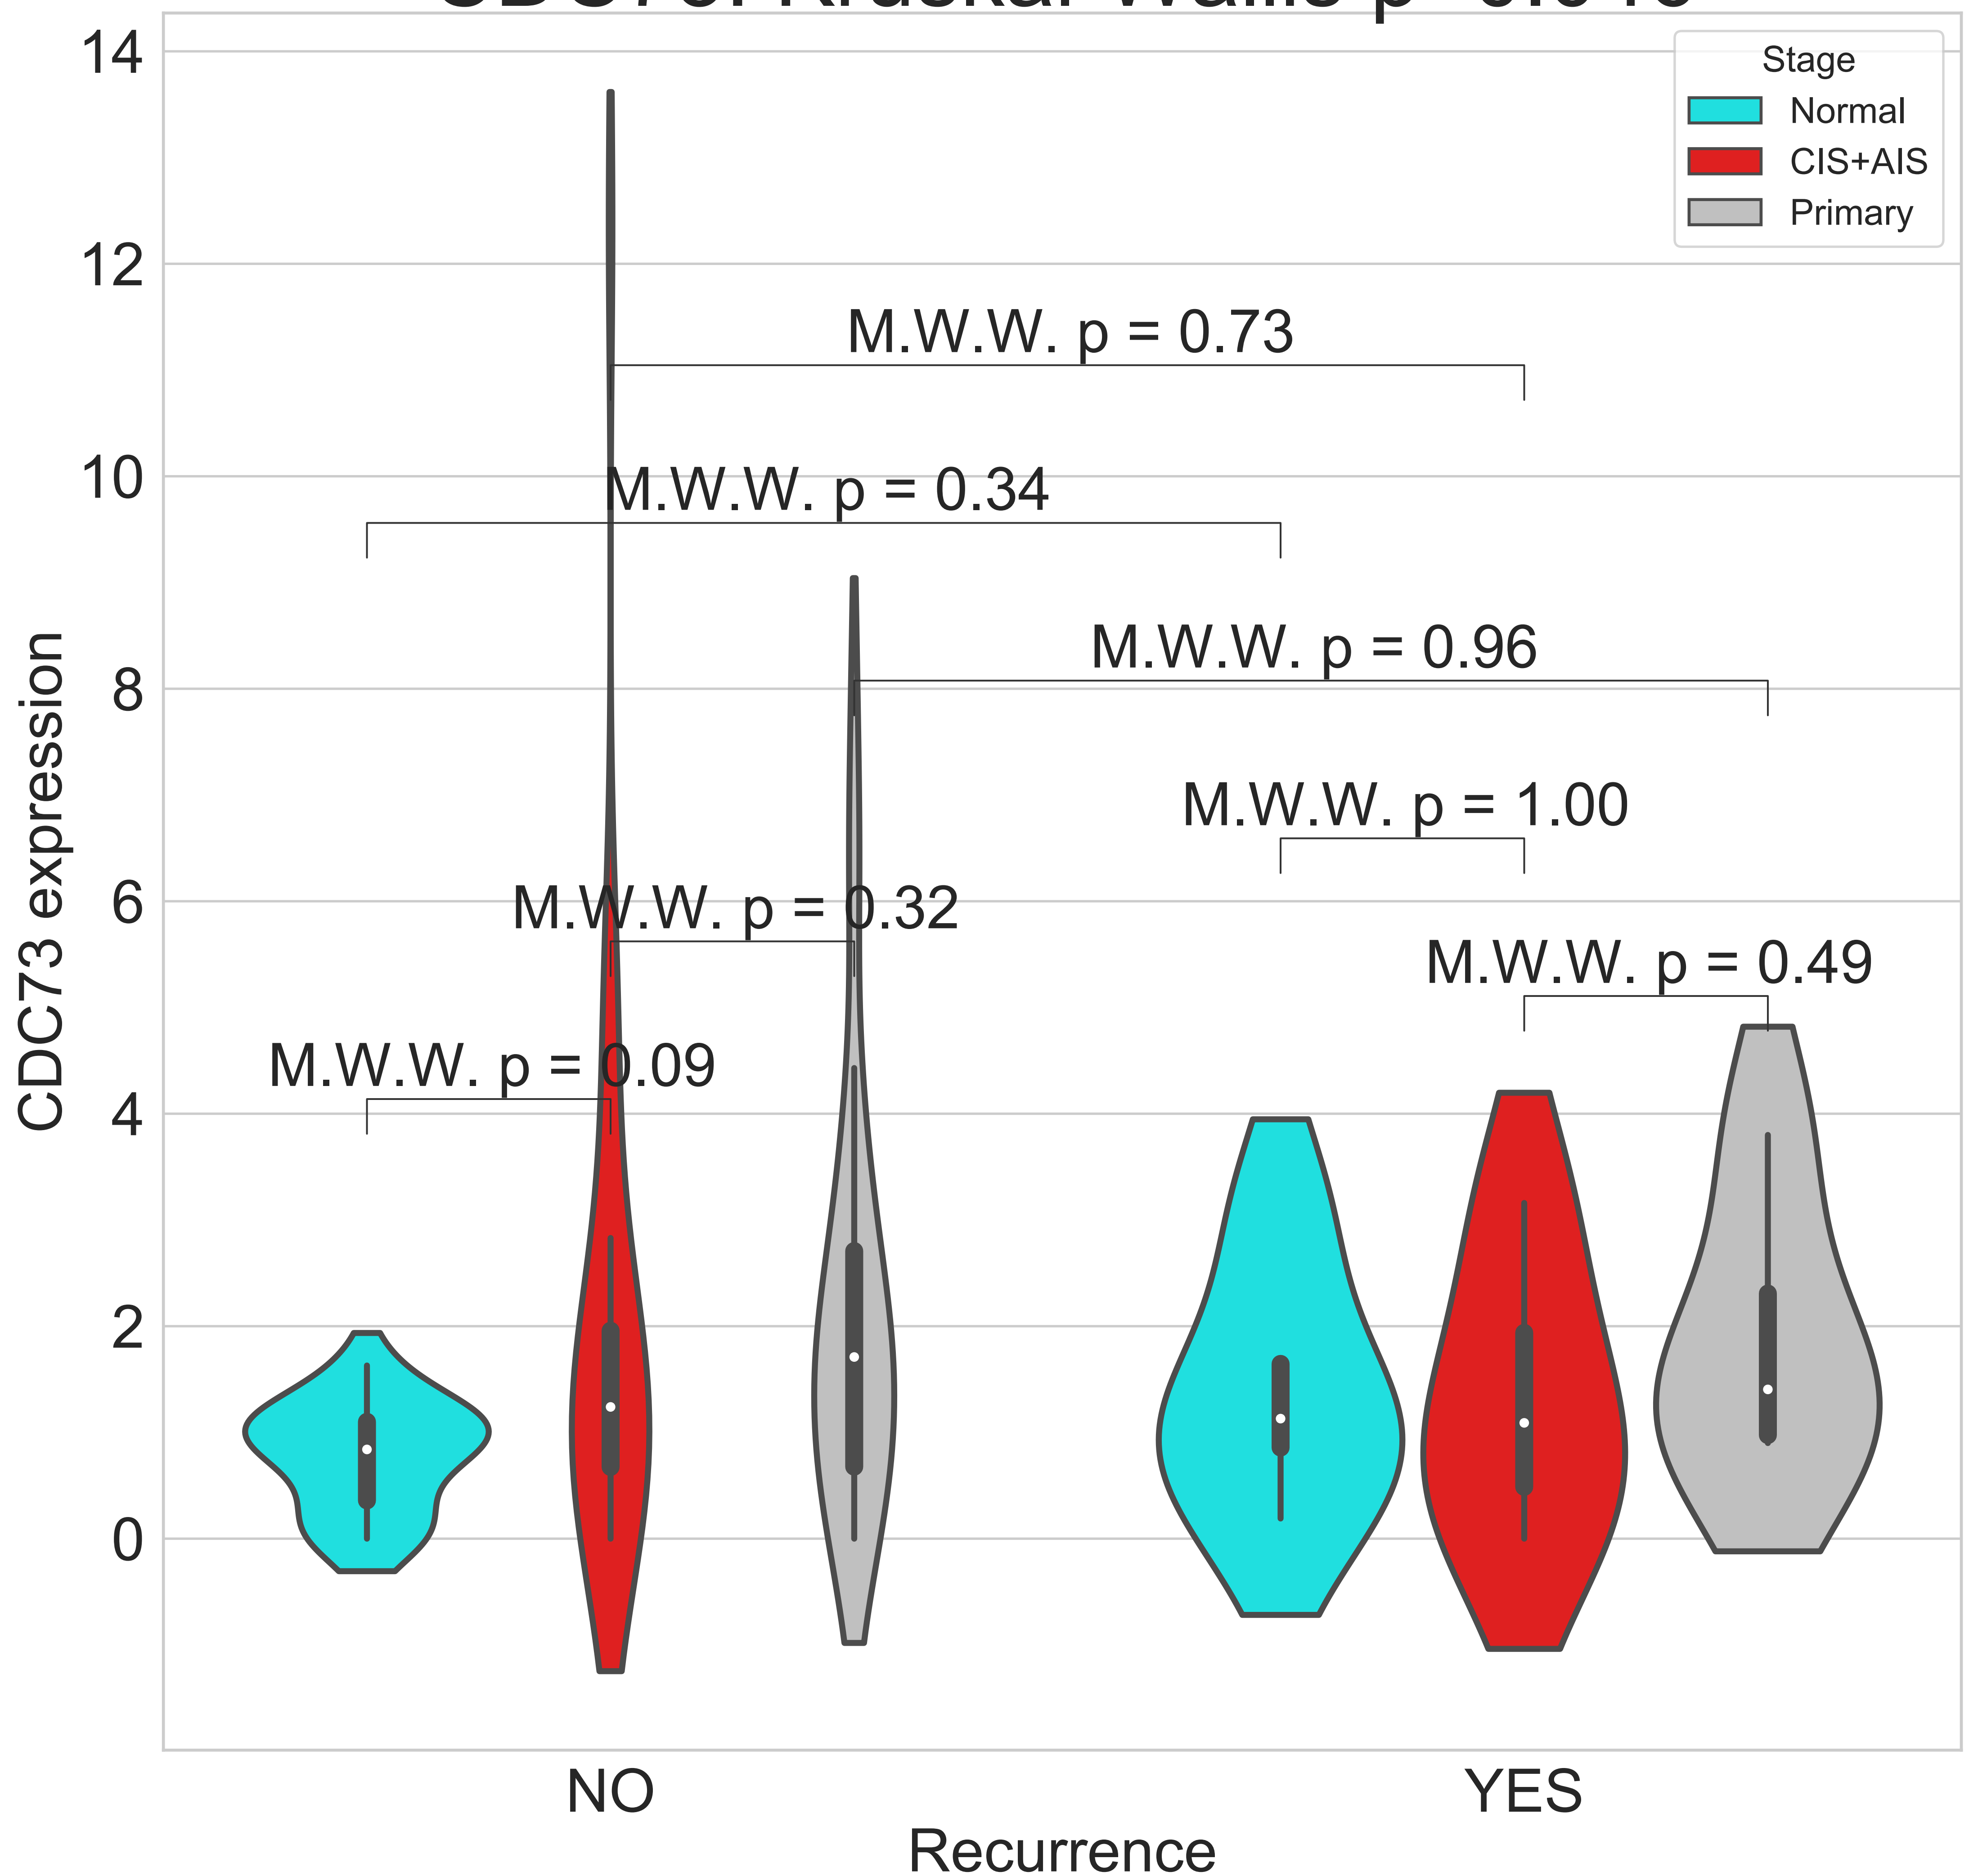 14
Stage
Normal
CIS+AIS
Primary
12
M.W.W. p = 0.73
10
M.W.W. p = 0.34
M.W.W. p = 0.96
8
M.W.W. p = 1.00
6
M.W.W. p = 0.32
M.W.W. p = 0.49
M.W.W. p = 0.09
4
2
0
CDC73 expression
NO
YES
Recurrence